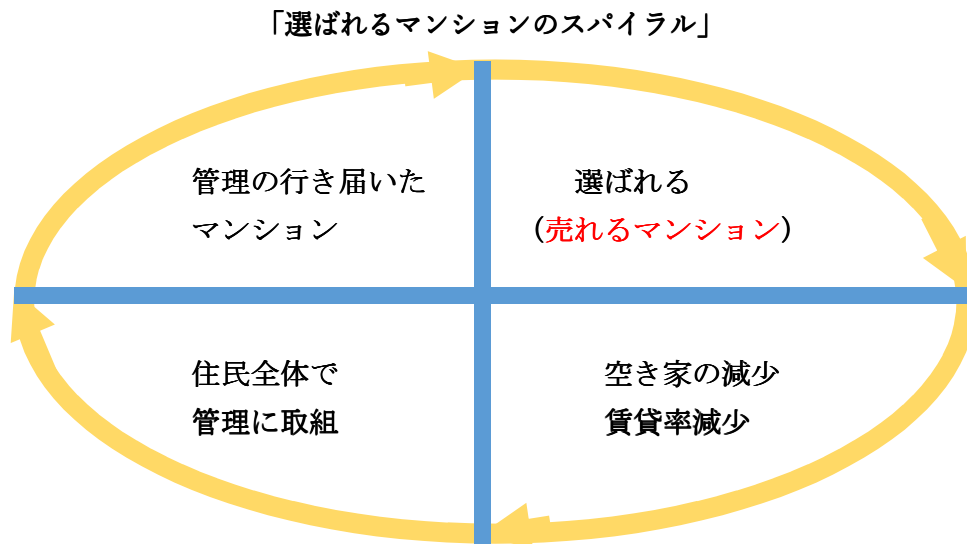 「選ばれるマンションのスパイラル」
管理の行き届いた
マンション
選ばれる
（売れるマンション）
空き家の減少
賃貸率減少
住民全体で
管理に取組